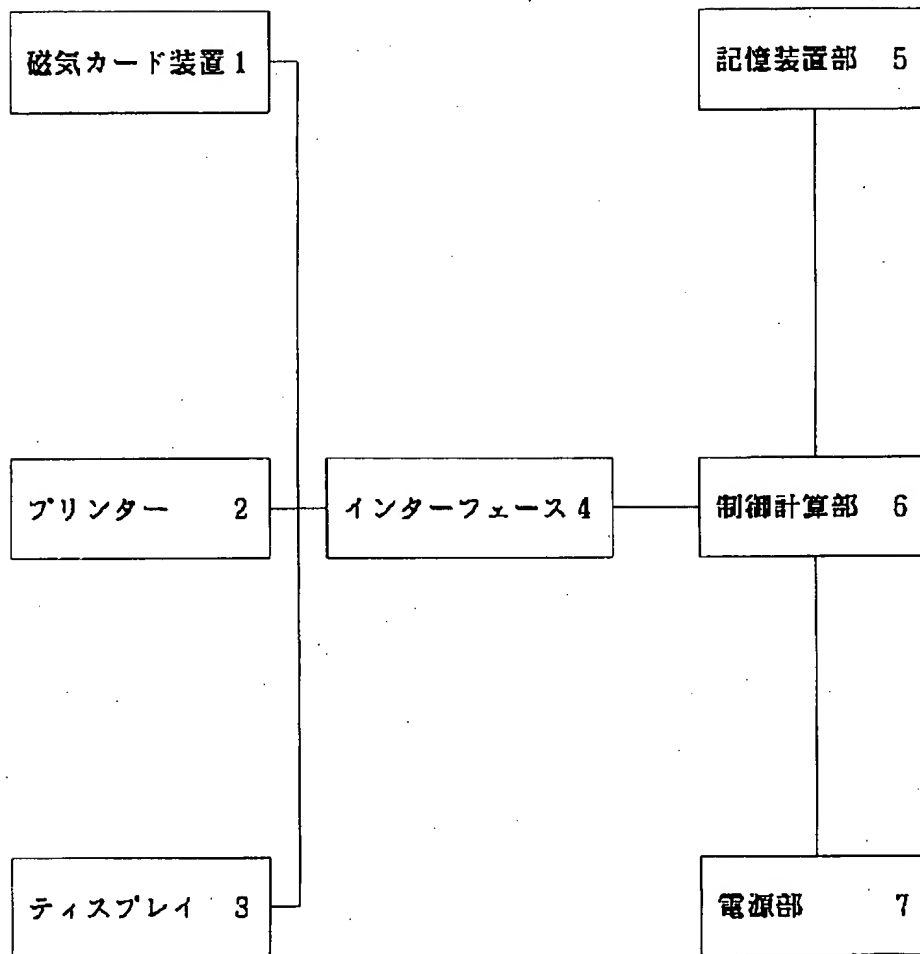 磁気カード装置 1
記憶装置部 5
プリンター 2
インターフェース 4
制御計算部 6
ティスプレイ 3
電源部 7